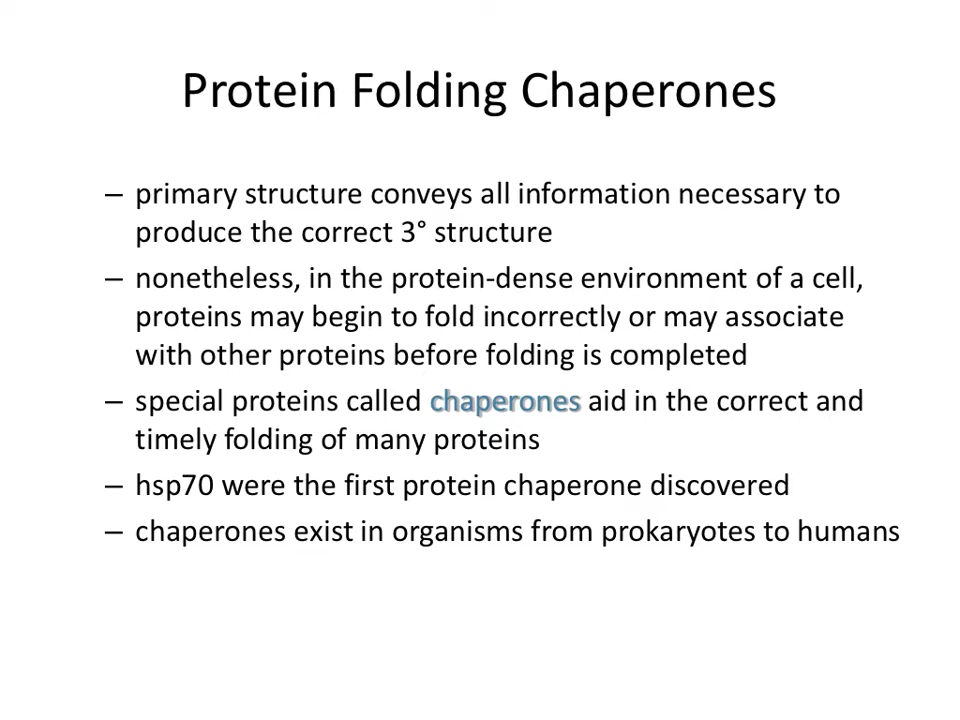 Protein Folding Chaperones
– primary structure conveys all information necessary to
produce the correct 3° structure
– nonetheless, in the protein-dense environment of a cell,
proteins may begin to fold incorrectly or may associate
with other proteins before folding is completed
– special proteins called chaperones aid in the correct and
timely folding of many proteins
– hsp70 were the first protein chaperone discovered
– chaperones exist in organisms from prokaryotes to humans